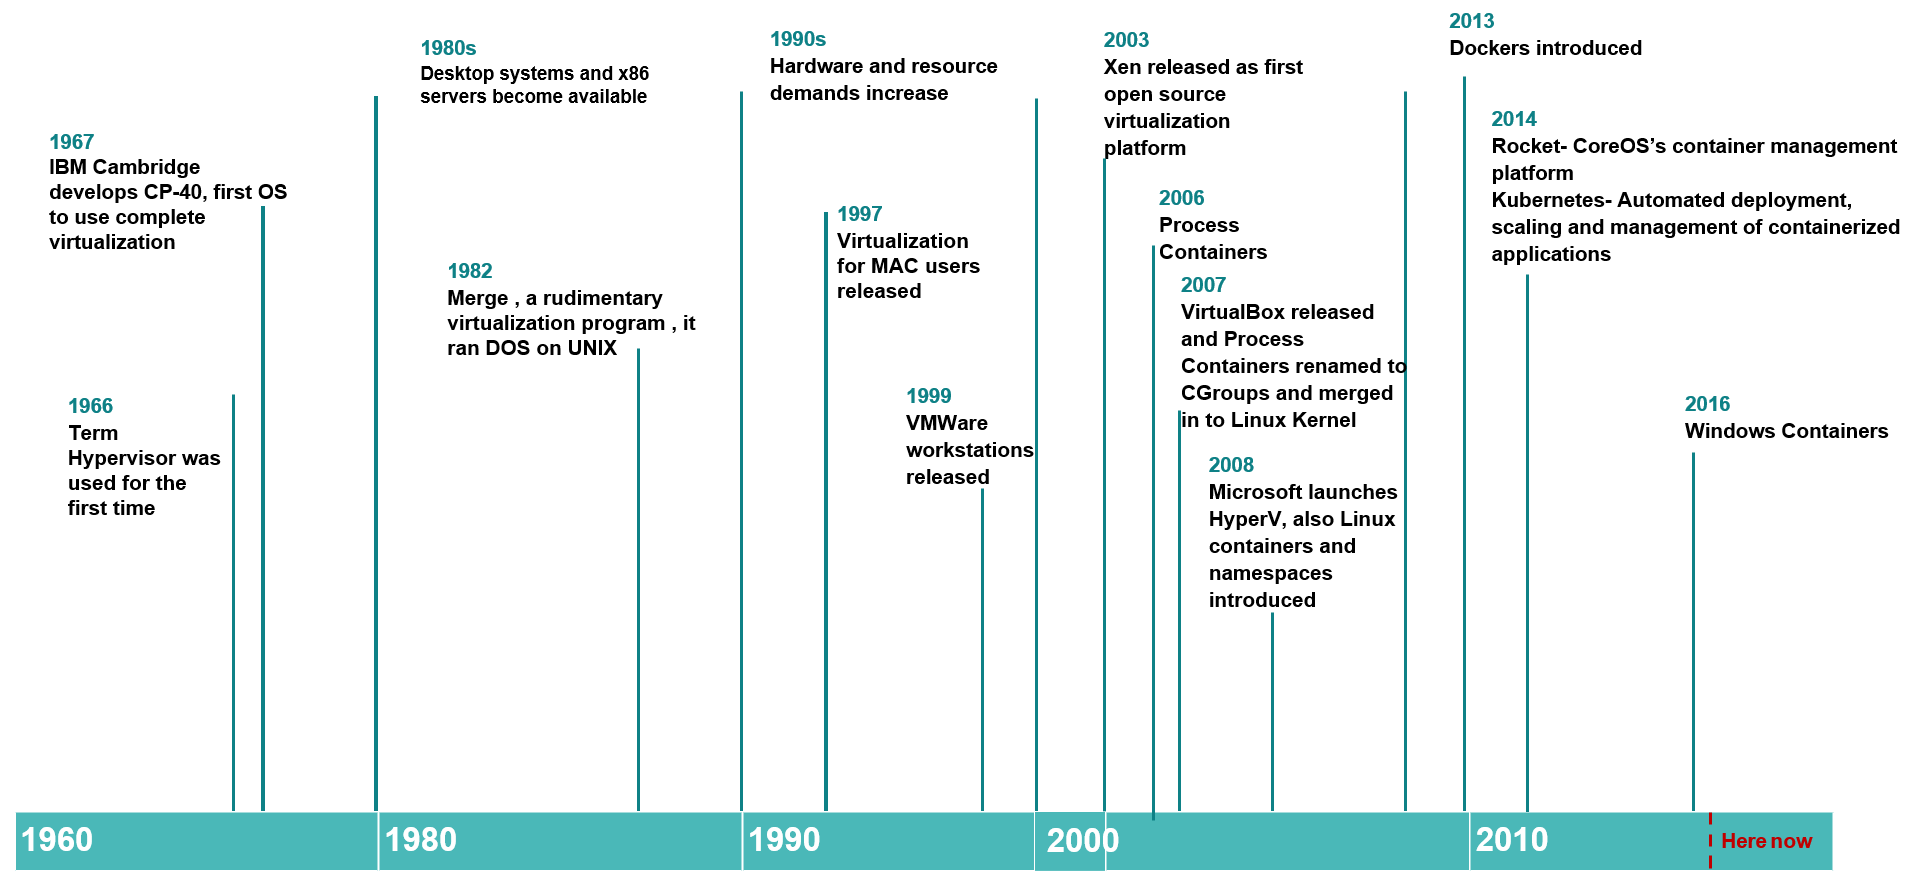 1967
IBM Cambridge
develops CP-40, first OS
to use complete
virtualization
1966
Term
Hypervisor was
used for the
first time
1980s
Desktop systems and x86
servers become available
1982
Merge , a rudimentary
virtualization program , it
ran DOS on UNIX
1990s
Hardware and resource
demands increase
1997
Virtualization
for MAC users
released
1999
VMWare
workstations
released
2003
Xen released as first
open source
virtualization
platform
2006
Process
Containers
2007
VirtualBox released
and Process
Containers renamed to
CGroups and merged
in to Linux Kernel
2008
Microsoft launches
HyperV, also Linux
containers and
namespaces
introduced
2013
Dockers introduced
2014
Rocket- CoreOS’s container management
platform
Kubernetes- Automated deployment,
scaling and management of containerized
applications
2016
Windows Containers
1960
1980
1990
2000
2010
Here now